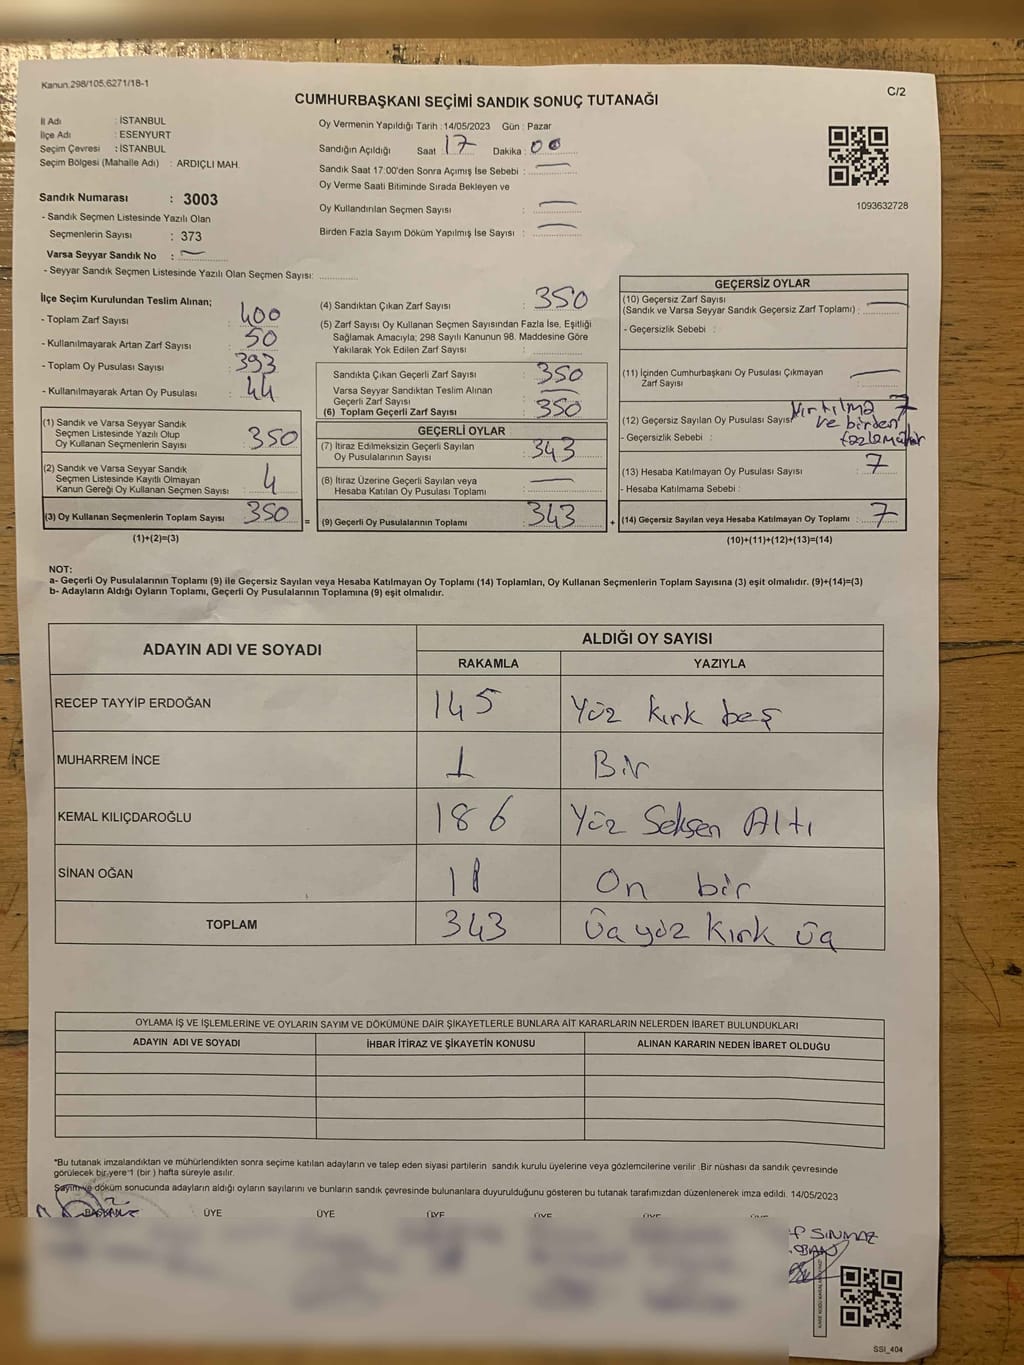 Kanun.298/105,6271/18-1
C/2
CUMHURBAŞKANI SEÇİMİ SANDIK SONUÇ TUTANAĞI
İl Adı : İSTANBUL
İlçe Adı : ESENYURT
Seçim Çevresi : İSTANBUL
Seçim Bölgesi (Mahalle Adı) : ARDIÇLI MAH.
Sandık Numarası : 3003
- Sandık Seçmen Listesinde Yazılı Olan
Seçmenlerin Sayısı : 373
Varsa Seyyar Sandık No : —
- Seyyar Sandık Seçmen Listesinde Yazılı Olan Seçmen Sayısı:
Oy Vermenin Yapıldığı Tarih : 14/05/2023 Gün : Pazar
Sandığın Açıldığı Saat 17 Dakika : 00
Sandık Saat 17:00'den Sonra Açımış İse Sebebi : —
Oy Verme Saati Bitiminde Sırada Bekleyen ve
Oy Kullandırılan Seçmen Sayısı : —
Birden Fazla Sayım Döküm Yapılmış İse Sayısı : —
1093632728
İlçe Seçim Kurulundan Teslim Alınan;
- Toplam Zarf Sayısı : 400
- Kullanılmayarak Artan Zarf Sayısı : 50
- Toplam Oy Pusulası Sayısı : 393
- Kullanılmayarak Artan Oy Pusulası : 44
(1) Sandık ve Varsa Seyyar Sandık
Seçmen Listesinde Yazılı Olup
Oy Kullanan Seçmenlerin Sayısı : 350
(2) Sandık ve Varsa Seyyar Sandık
Seçmen Listesinde Kayıtlı Olmayan
Kanun Gereği Oy Kullanan Seçmen Sayısı : 4
(3) Oy Kullanan Seçmenlerin Toplam Sayısı : 350
(1)+(2)=(3)
(4) Sandıktan Çıkan Zarf Sayısı : 350
(5) Zarf Sayısı Oy Kullanan Seçmen Sayısından Fazla İse, Eşitliği
Sağlamak Amacıyla; 298 Sayılı Kanunun 98. Maddesine Göre
Yakılarak Yok Edilen Zarf Sayısı :
Sandıkta Çıkan Geçerli Zarf Sayısı : 350
Varsa Seyyar Sandıktan Teslim Alınan
Geçerli Zarf Sayısı : —
(6) Toplam Geçerli Zarf Sayısı : 350
GEÇERLİ OYLAR
(7) İtiraz Edilmeksizin Geçerli Sayılan
Oy Pusulalarının Sayısı : 343
(8) İtiraz Üzerine Geçerli Sayılan veya
Hesaba Katılan Oy Pusulası Toplamı : —
= (9) Geçerli Oy Pusulalarının Toplamı : 343
GEÇERSİZ OYLAR
(10) Geçersiz Zarf Sayısı
(Sandık ve Varsa Seyyar Sandık Geçersiz Zarf Toplamı) : —
- Geçersizlik Sebebi :
(11) İçinden Cumhurbaşkanı Oy Pusulası Çıkmayan
Zarf Sayısı : —
(12) Geçersiz Sayılan Oy Pusulası Sayısı 7
- Geçersizlik Sebebi : Yırtılma ve birden
(13) Hesaba Katılmayan Oy Pusulası Sayısı 7
- Hesaba Katılmama Sebebi :
+ (14) Geçersiz Sayılan veya Hesaba Katılmayan Oy Toplamı : 7
(10)+(11)+(12)+(13)=(14)
NOT:
a- Geçerli Oy Pusulalarının Toplamı (9) ile Geçersiz Sayılan veya Hesaba Katılmayan Oy Toplamı (14) Toplamları, Oy Kullanan Seçmenlerin Toplam Sayısına (3) eşit olmalıdır. (9)+(14)=(3)
b- Adayların Aldığı Oyların Toplamı, Geçerli Oy Pusulalarının Toplamına (9) eşit olmalıdır.
ADAYIN ADI VE SOYADI
ALDIĞI OY SAYISI
RAKAMLA YAZIYLA
RECEP TAYYİP ERDOĞAN 145 Yüz kırk beş
MUHARREM İNCE 1 Bir
KEMAL KILIÇDAROĞLU 186 Yüz Seksen Altı
SİNAN OĞAN 11 On bir
TOPLAM 343 Üç yüz kırk üç
OYLAMA İŞ VE İŞLEMLERİNE VE OYLARIN SAYIM VE DÖKÜMÜNE DAİR ŞİKAYETLERLE BUNLARA AİT KARARLARIN NELERDEN İBARET BULUNDUKLARI
ADAYIN ADI VE SOYADI İHBAR İTİRAZ VE ŞİKAYETİN KONUSU ALINAN KARARIN NEDEN İBARET OLDUĞU
*Bu tutanak imzalandıktan ve mühürlendikten sonra seçime katılan adayların ve talep eden siyasi partilerin sandık kurulu üyelerine veya gözlemcilerine verilir. Bir nüshası da sandık çevresinde
görülecek bir yere 1 (bir ) hafta süreyle asılır.
Sayım ve döküm sonucunda adayların aldığı oyların sayılarını ve bunların sandık çevresinde bulunanlara duyurulduğunu gösteren bu tutanak tarafımızdan düzenlenerek imza edildi. 14/05/2023
BAŞKAN ÜYE ÜYE ÜYE ÜYE ÜYE ÜYE
SINMAZ
SSI_404